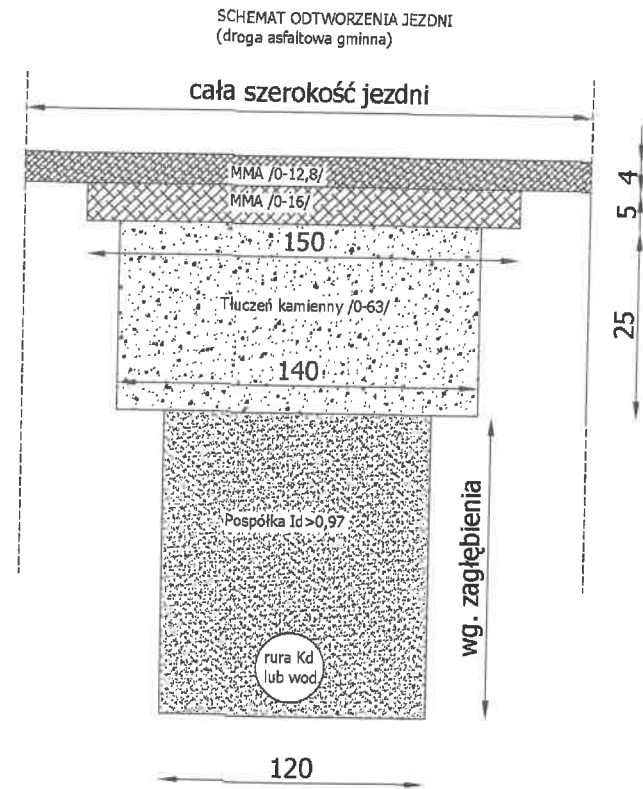 SCHEMAT ODTWORZENIA JEZDNI
(droga asfaltowa gminna)
cała szerokość jezdni
MMA /0-12,8/
4
MMA /0-16/
5
150
Tłuczeń kamienny /0-63/
25
140
Pospółka Id>0,97
wg. zagłębienia
rura Kd
lub wod
120